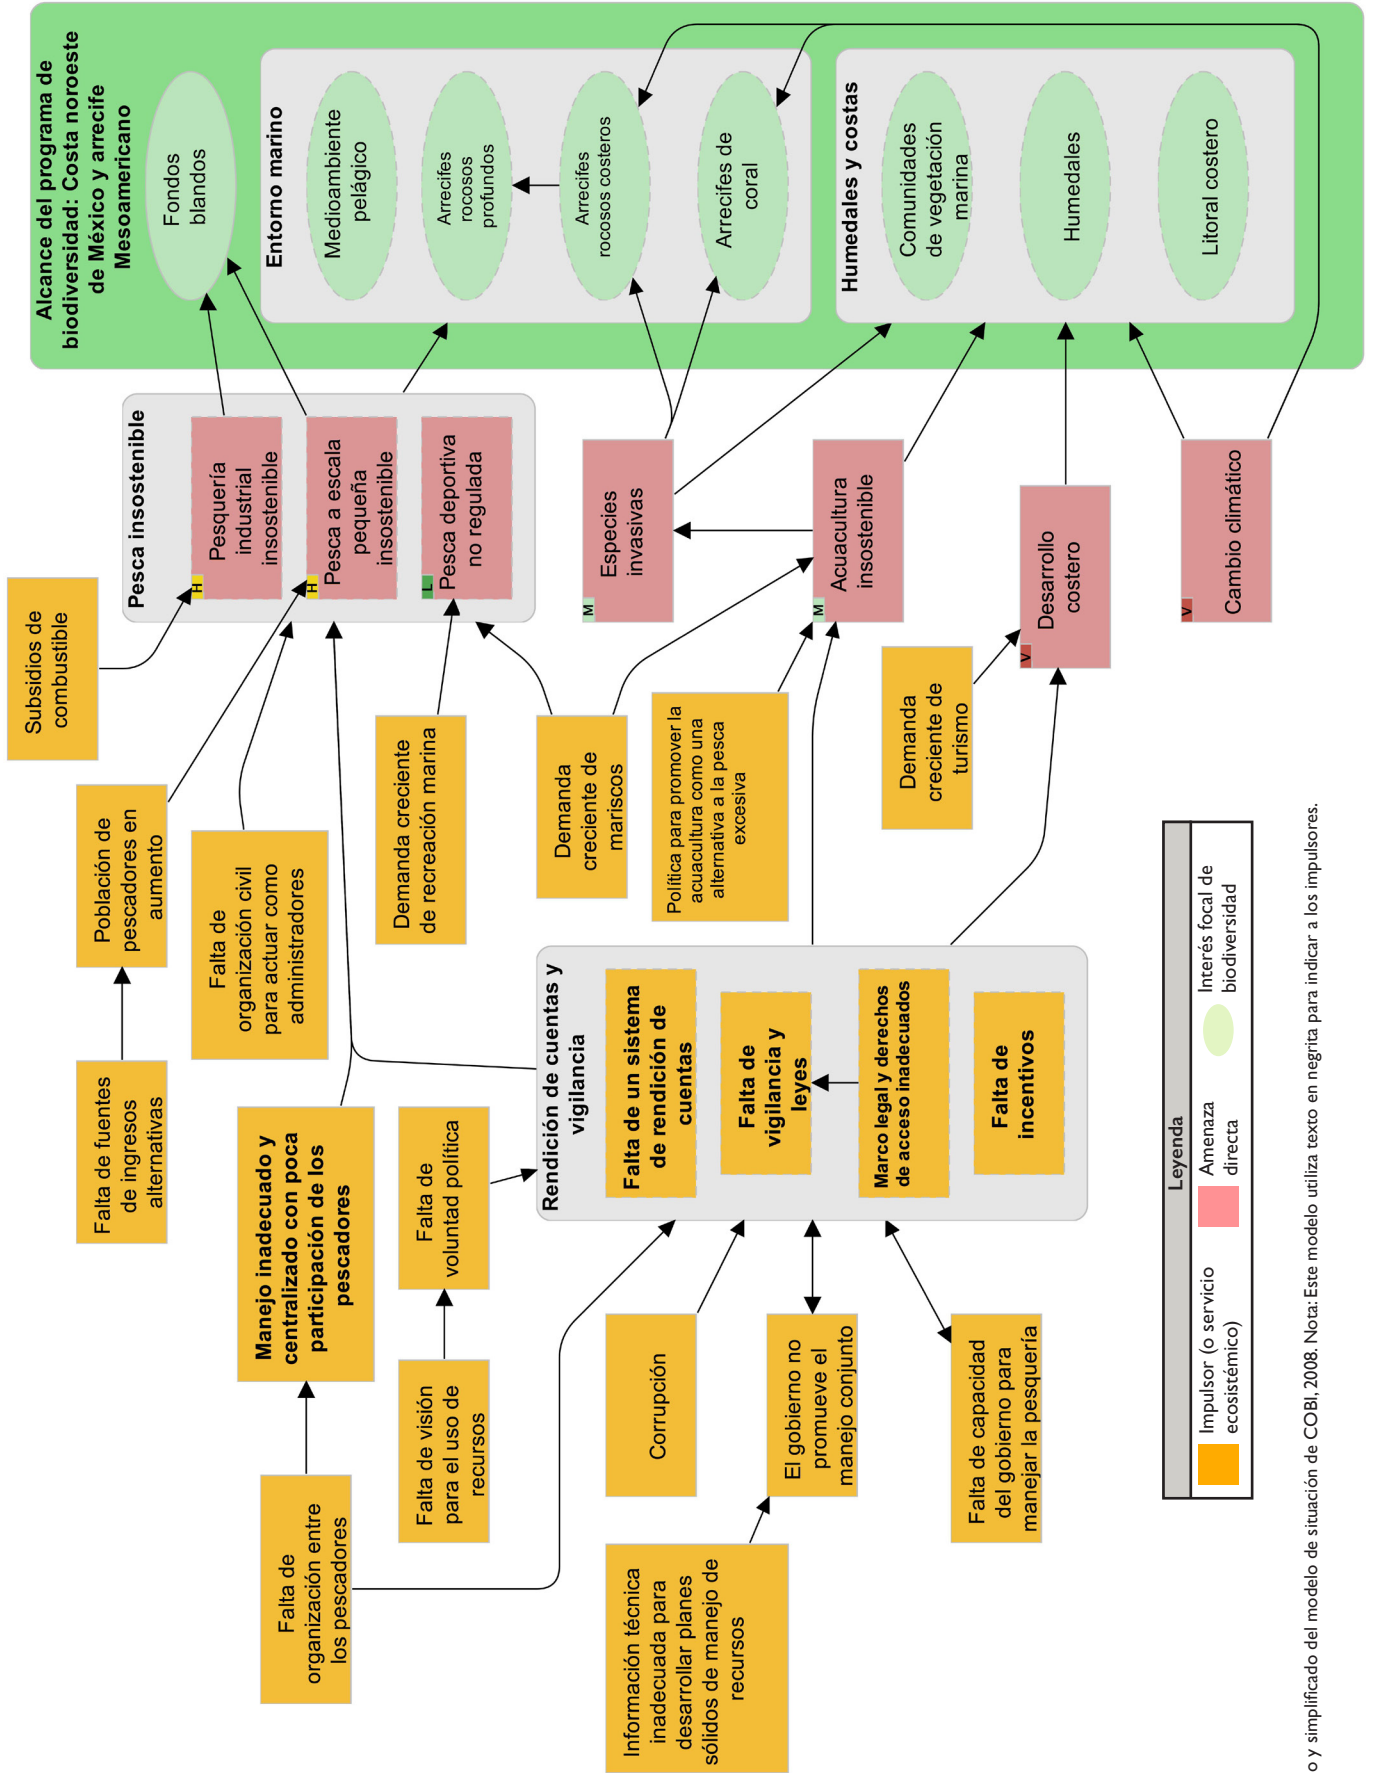 Alcance del programa de
biodiversidad: Costa noroeste
de México y arrecife
Mesoamericano
Fondos
blandos
Entorno marino
Medioambiente
pelágico
Arrecifes
rocosos
profundos
Arrecifes
rocosos costeros
Arrecifes de
coral
Humedales y costas
Comunidades
de vegetación
marina
Humedales
Litoral costero
Pesca insostenible
H
Pesquería
industrial
insostenible
H
Pesca a escala
pequeña
insostenible
L
Pesca deportiva
no regulada
M
Especies
invasivas
M
Acuacultura
insostenible
V
Desarrollo
costero
V
Cambio climático
Subsidios de
combustible
Población de
pescadores en
aumento
Falta de
organización civil
para actuar como
administradores
Demanda creciente
de recreación marina
Demanda
creciente de
mariscos
Política para promover la
acuacultura como una
alternativa a la pesca
excesiva
Demanda
creciente de
turismo
Falta de fuentes
de ingresos
alternativas
Manejo inadecuado y
centralizado con poca
participación de los
pescadores
Falta de
voluntad política
Rendición de cuentas y
vigilancia
Falta de un sistema
de rendición de
cuentas
Falta de
vigilancia y
leyes
Marco legal y derechos
de acceso inadecuados
Falta de
incentivos
Falta de
organización entre
los pescadores
Falta de visión
para el uso de
recursos
Corrupción
El gobierno no
promueve el
manejo conjunto
Falta de capacidad
del gobierno para
manejar la pesquería
Información técnica
inadecuada para
desarrollar planes
sólidos de manejo de
recursos
Leyenda
Impulsor (o servicio
ecosistémico)
Amenaza
directa
Interés focal de
biodiversidad
o y simplificado del modelo de situación de COBI, 2008. Nota: Este modelo utiliza texto en negrita para indicar a los impulsores.